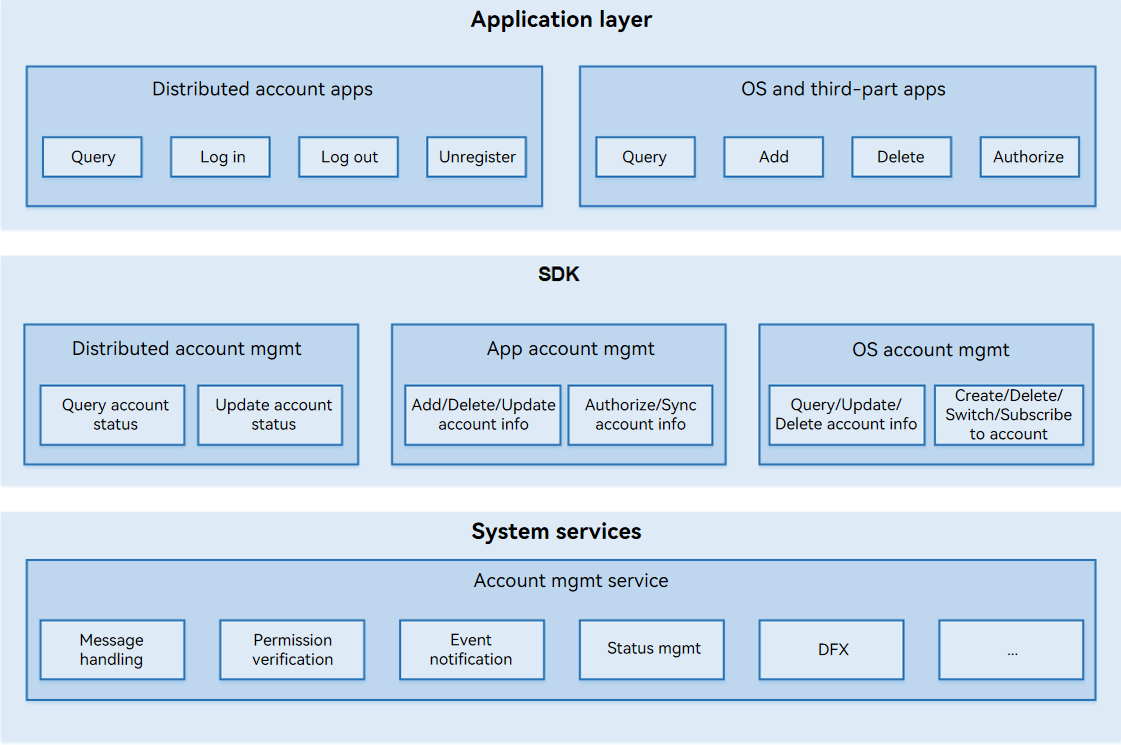 Application layer
Distributed account apps
Query
Log in
Log out
Unregister
OS and third-part apps
Query
Add
Delete
Authorize
SDK
Distributed account mgmt
Query account
status
Update account
status
App account mgmt
Add/Delete/Update
account info
Authorize/Sync
account info
OS account mgmt
Query/Update/
Delete account info
Create/Delete/
Switch/Subscribe
to account
System services
Account mgmt service
Message
handling
Permission
verification
Event
notification
Status mgmt
DFX
...